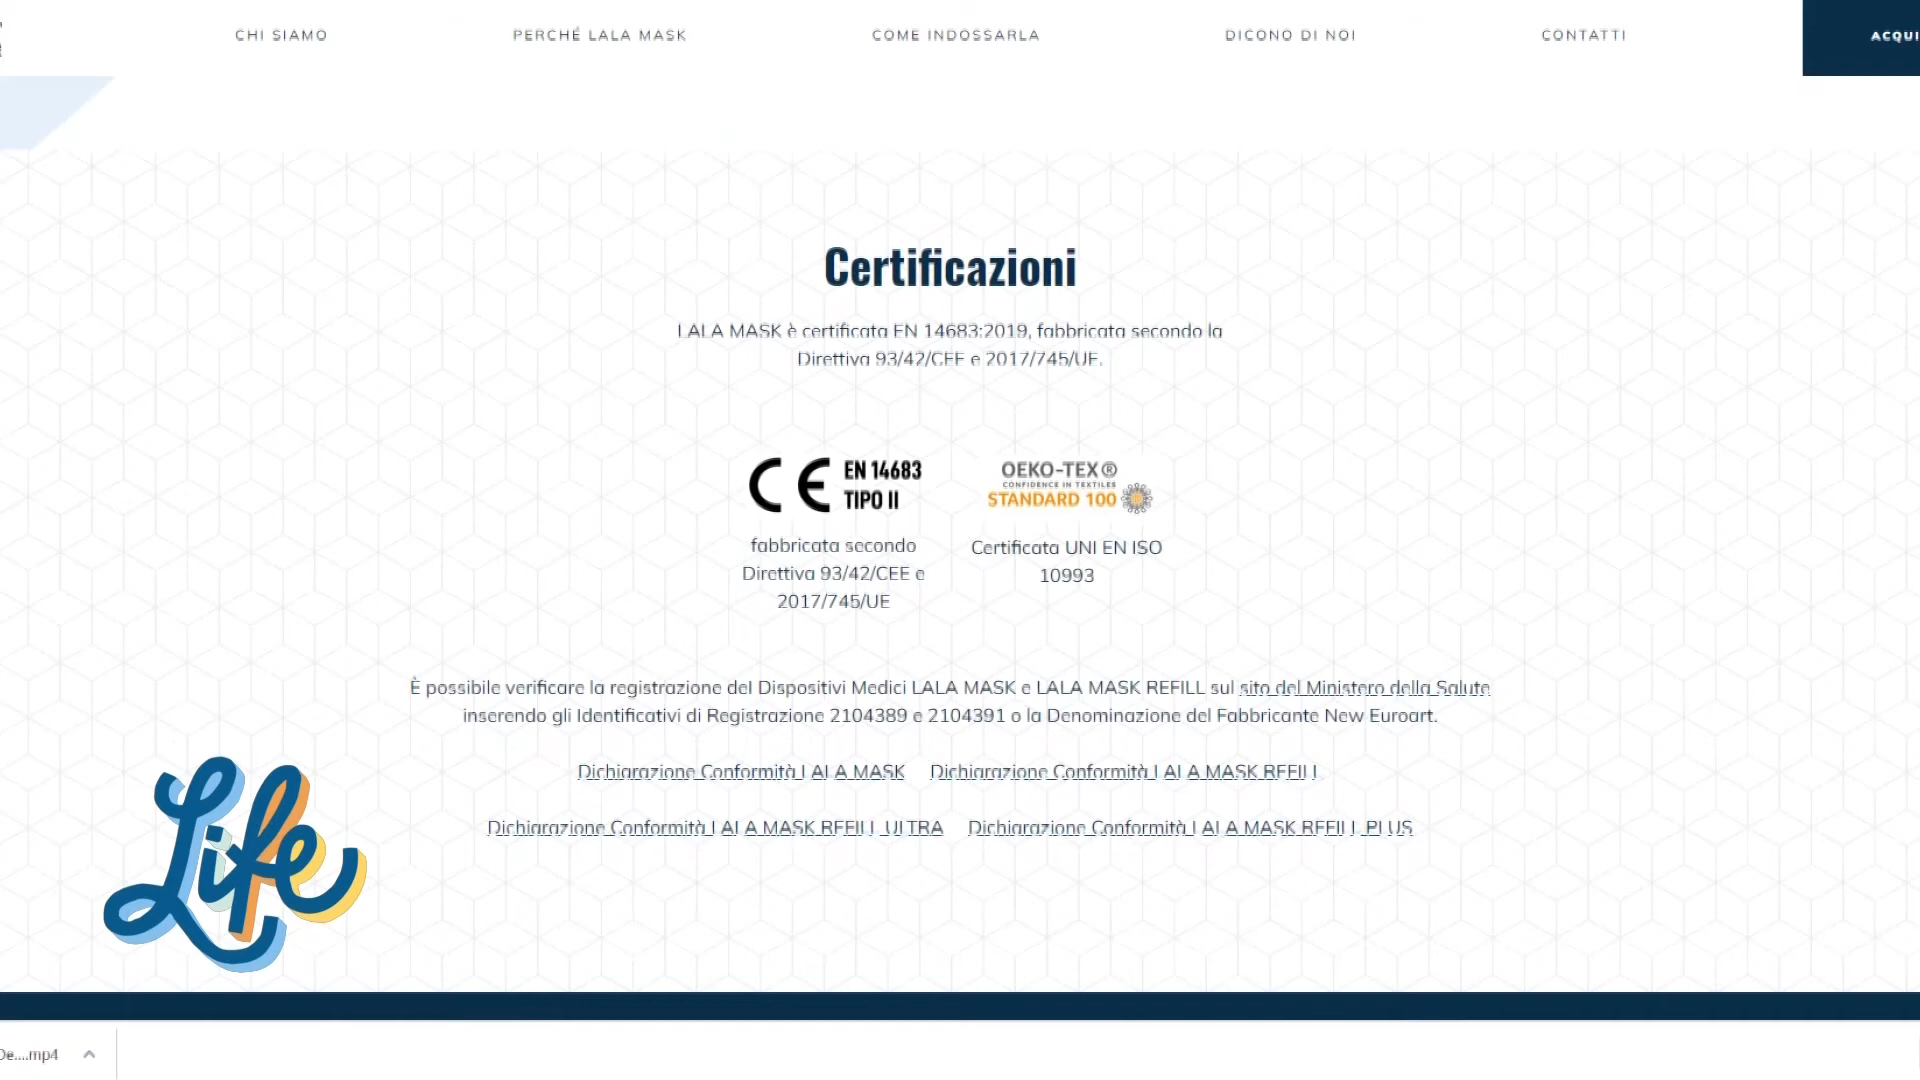 CHI SIAMO
PERCHÉ LALA MASK
COME INDOSSARLA
DICONO DI NOI
CONTATTI
ACQUI
Certificazioni
LALA MASK è certificata EN 14683:2019, fabbricata secondo la
Direttiva 93/42/CEE e 2017/745/UE.
CE EN 14683
TIPO II
fabbricata secondo
Direttiva 93/42/CEE e
2017/745/UE
OEKO-TEX®
CONFIDENCE IN TEXTILES
STANDARD 100
Certificata UNI EN ISO
10993
È possibile verificare la registrazione del Dispositivi Medici LALA MASK e LALA MASK REFILL sul sito del Ministero della Salute
inserendo gli Identificativi di Registrazione 2104389 e 2104391 o la Denominazione del Fabbricante New Euroart.
Dichiarazione Conformità LALA MASK
Dichiarazione Conformità LALA MASK REFILL
Dichiarazione Conformità LALA MASK REFILL ULTRA
Dichiarazione Conformità LALA MASK REFILL PLUS
Life
De....mp4